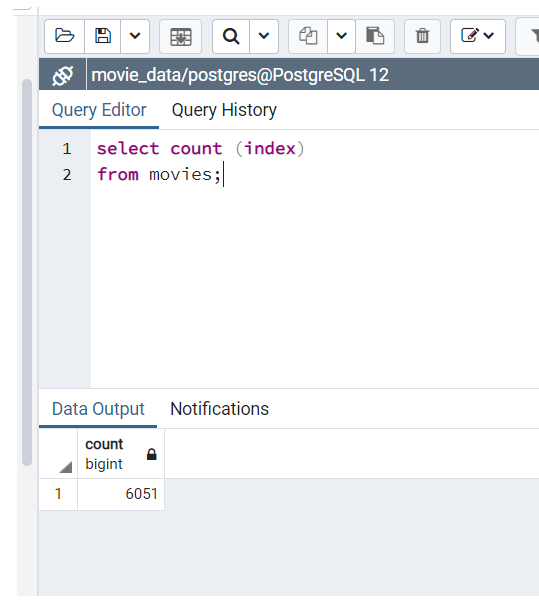 movie_data/postgres@PostgreSQL 12
Query Editor Query History
1 select count (index)
2 from movies;
Data Output Notifications
count
bigint
1 6051